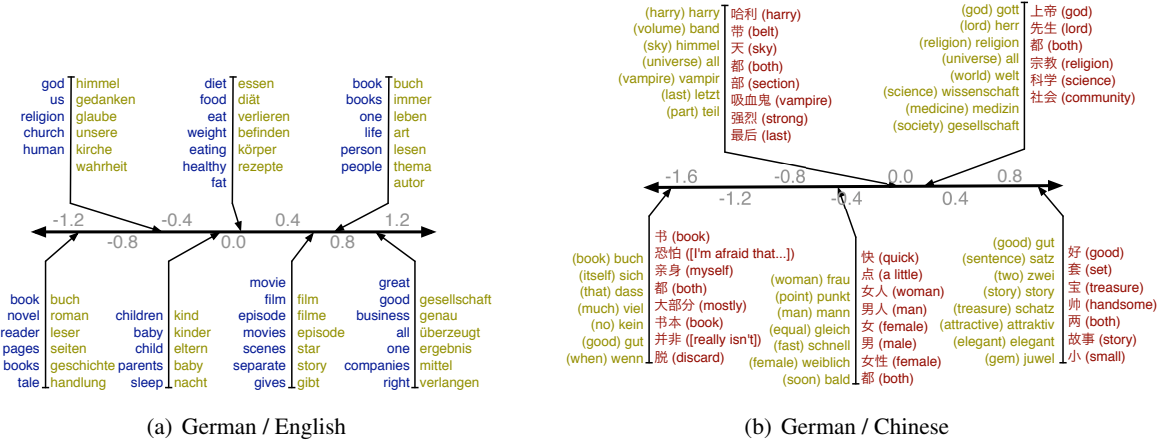 god himmel
us gedanken
religion glaube
church unsere
human kirche
wahrheit
diet essen
food diät
eat verlieren
weight befinden
eating körper
healthy rezepte
fat
book buch
books immer
one leben
life art
person lesen
people thema
autor
-1.2 -0.4 0.4 1.2
-0.8 0.0 0.8
book buch
novel roman
reader leser
pages seiten
books geschichte
tale handlung
children kind
baby kinder
child eltern
parents baby
sleep nacht
movie
film film
episode filme
movies episode
scenes star
separate story
gives gibt
great
good gesellschaft
business genau
all überzeugt
one ergebnis
companies mittel
right verlangen
(a) German / English
(harry) harry
(volume) band
(sky) himmel
(universe) all
(vampire) vampir
(last) letzt
(part) teil
哈利 (harry)
带 (belt)
天 (sky)
都 (both)
部 (section)
吸血鬼 (vampire)
强烈 (strong)
最后 (last)
(god) gott
(lord) herr
(religion) religion
(universe) all
(world) welt
(science) wissenschaft
(medicine) medizin
(society) gesellschaft
上帝 (god)
先生 (lord)
都 (both)
宗教 (religion)
科学 (science)
社会 (community)
-1.6 -0.8 0.0 0.8
-1.2 -0.4 0.4
(book) buch
(itself) sich
(that) dass
(much) viel
(no) kein
(good) gut
(when) wenn
书 (book)
恐怕 ([I'm afraid that...])
亲身 (myself)
都 (both)
大部分 (mostly)
书本 (book)
并非 ([really isn't])
脱 (discard)
(woman) frau
(point) punkt
(man) mann
(equal) gleich
(fast) schnell
(female) weiblich
(soon) bald
快 (quick)
点 (a little)
女人 (woman)
男人 (man)
女 (female)
男 (male)
女性 (female)
都 (both)
(good) gut
(sentence) satz
(two) zwei
(story) story
(treasure) schatz
(attractive) attraktiv
(elegant) elegant
(gem) juwel
好 (good)
套 (set)
宝 (treasure)
帅 (handsome)
两 (both)
故事 (story)
小 (small)
(b) German / Chinese